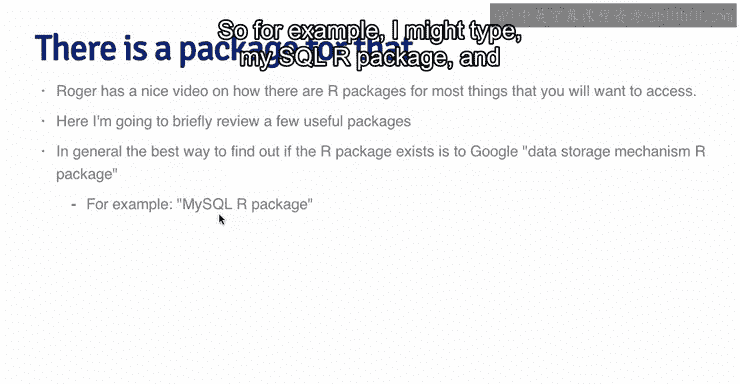 So for example, I might type,
my SQL R package, and
There is a package for that
· Roger has a nice video on how there are R packages for most things that you will want to access.
· Here I'm going to briefly review a few useful packages
· In general the best way to find out if the R package exists is to Google "data storage mechanism R
package"
- For example: "MySQL R package"